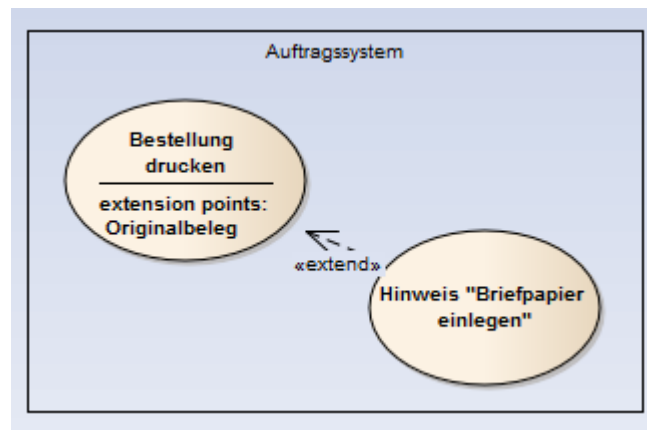 Auftragssystem
Bestellung
drucken
extension points:
Originalbeleg
«extend»
Hinweis "Briefpapier
einlegen"